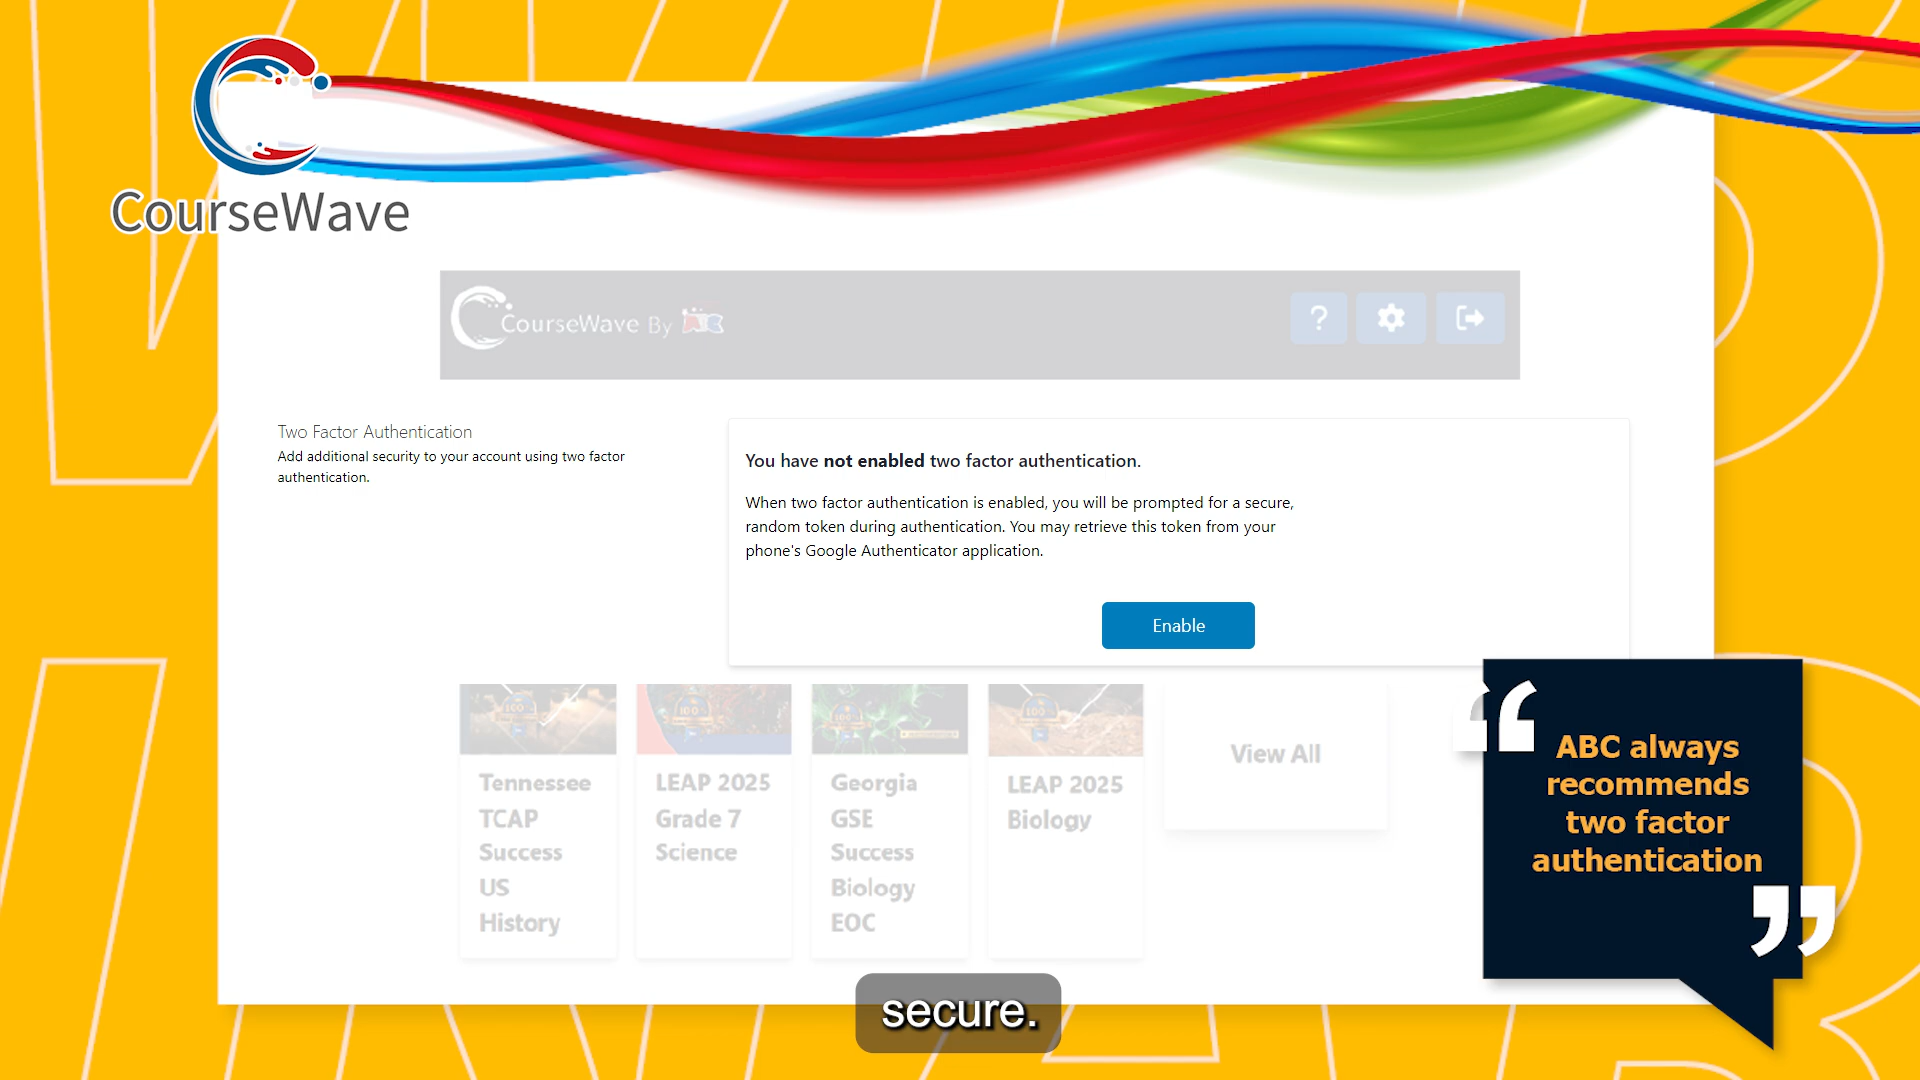 CourseWave
CourseWave By ABC
?
Two Factor Authentication
Add additional security to your account using two factor
authentication.
You have not enabled two factor authentication.
When two factor authentication is enabled, you will be prompted for a secure,
random token during authentication. You may retrieve this token from your
phone's Google Authenticator application.
Enable
Tennessee
TCAP
Success
US
History
LEAP 2025
Grade 7
Science
Georgia
GSE
Success
Biology
EOC
LEAP 2025
Biology
View All
“
ABC always
recommends
two factor
authentication
”
secure.